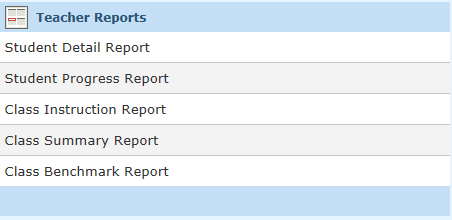 Teacher Reports
Student Detail Report
Student Progress Report
Class Instruction Report
Class Summary Report
Class Benchmark Report